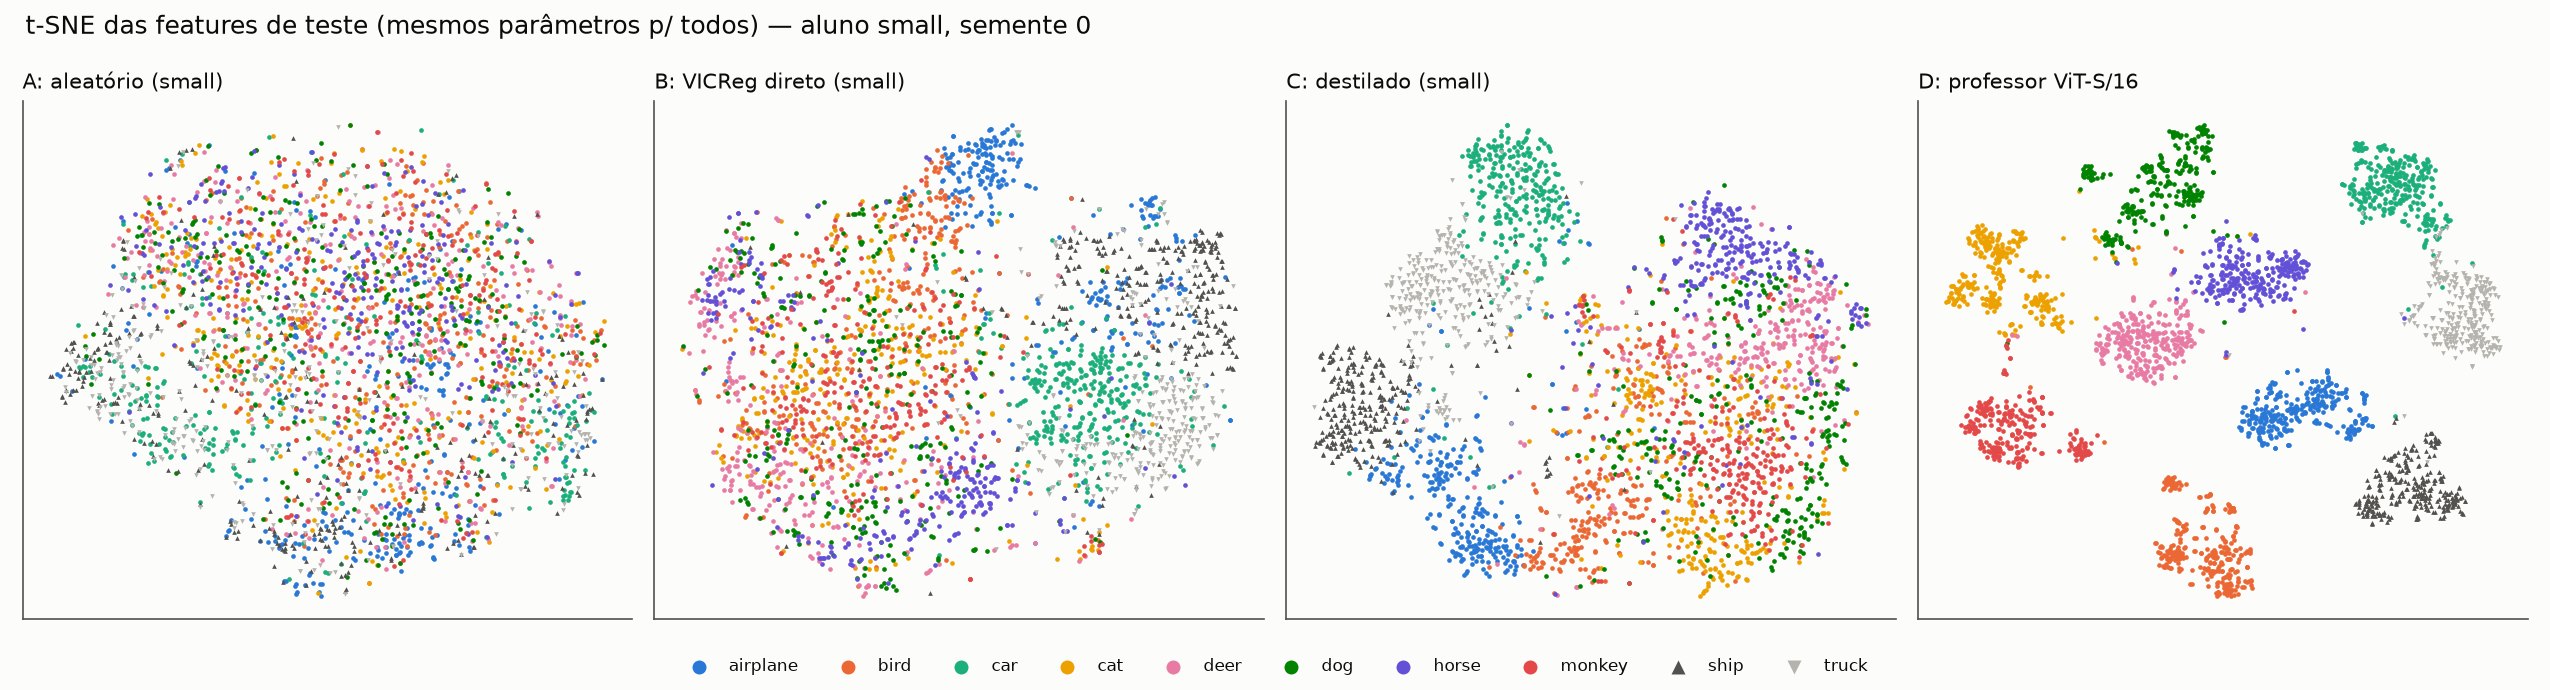 t-SNE das features de teste (mesmos parâmetros p/ todos) — aluno small, semente 0
A: aleatório (small)
B: VICReg direto (small)
C: destilado (small)
D: professor ViT-S/16
airplane bird car cat deer dog horse monkey ship truck